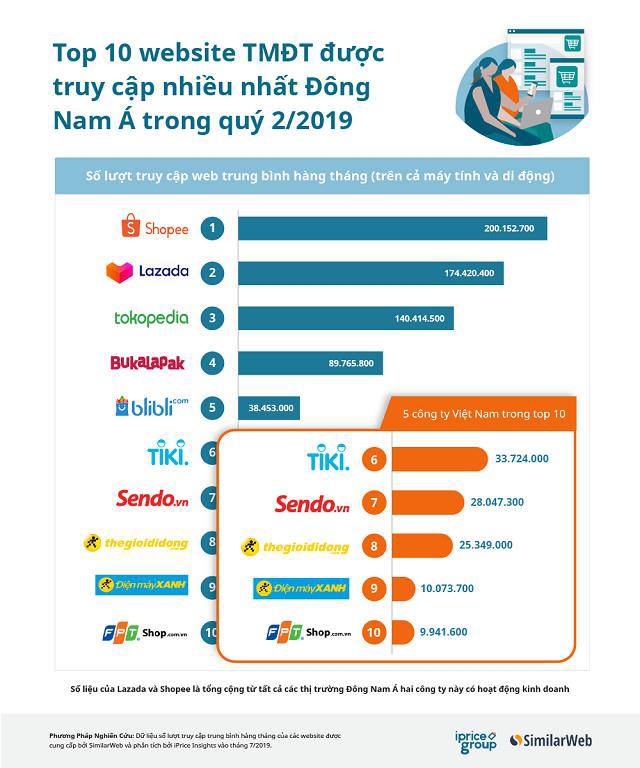 Top 10 website TMĐT được
truy cập nhiều nhất Đông
Nam Á trong quý 2/2019
Số lượt truy cập web trung bình hàng tháng (trên cả máy tính và di động)
Shopee 1 200.152.700
Lazada 2 174.420.400
tokopedia 3 140.414.500
BukaLapak 4 89.765.800
blibli.com 5 38.453.000
5 công ty Việt Nam trong top 10
TIKI. 6 TIKI. 6 33.724.000
Sendo.vn 7 Sendo.vn 7 28.047.300
thegioididong 8 thegioididong 8 25.349.000
Điện máy XANH 9 Điện máy XANH 9 10.073.700
FPT Shop.com.vn 10 FPT Shop.com.vn 10 9.941.600
Số liệu của Lazada và Shopee là tổng cộng từ tất cả các thị trường Đông Nam Á hai công ty này có hoạt động kinh doanh
Phương Pháp Nghiên Cứu: Dữ liệu số lượt truy cập trung bình hàng tháng của các website được
cung cấp bởi SimilarWeb và phân tích bởi iPrice Insights vào tháng 7/2019.
iprice group
SimilarWeb